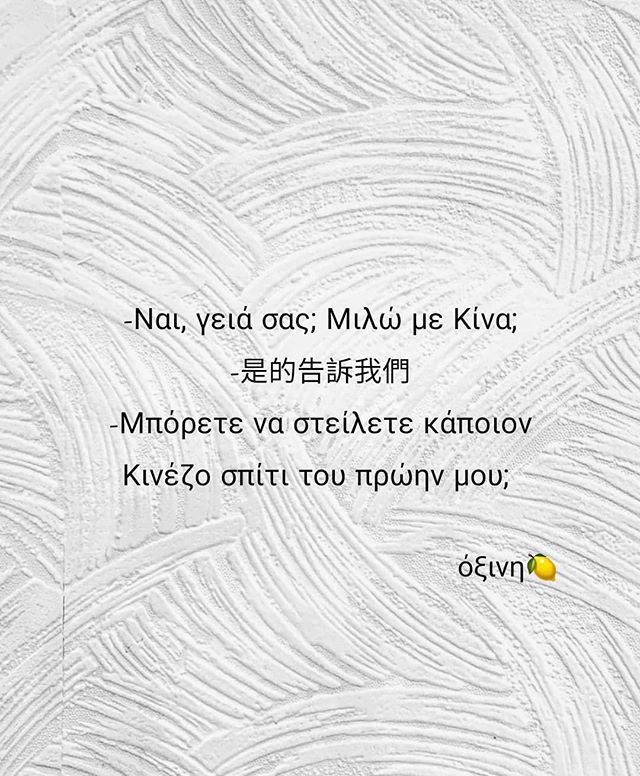 -Ναι, γειά σας; Μιλώ με Κίνα;
-是的告訴我們
-Μπόρετε να στείλετε κάποιον
Κινέζο σπίτι του πρώην μου;
όξινη🍋